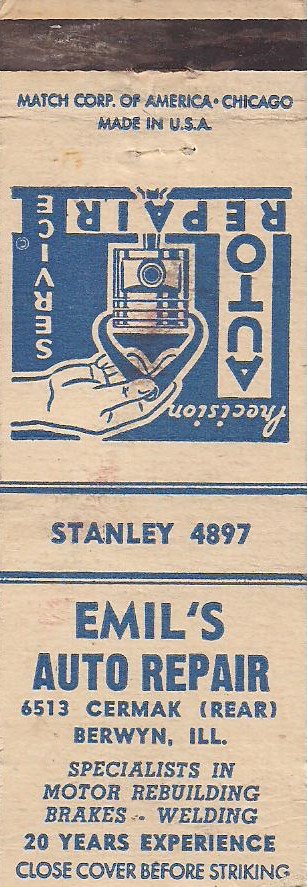 MATCH CORP. OF AMERICA • CHICAGO
MADE IN U.S.A.
Precision
AUTO
REPAIR
SERVICE
©
STANLEY 4897
EMIL'S
AUTO REPAIR
6513 CERMAK (REAR)
BERWYN, ILL.
SPECIALISTS IN
MOTOR REBUILDING
BRAKES - WELDING
20 YEARS EXPERIENCE
CLOSE COVER BEFORE STRIKING